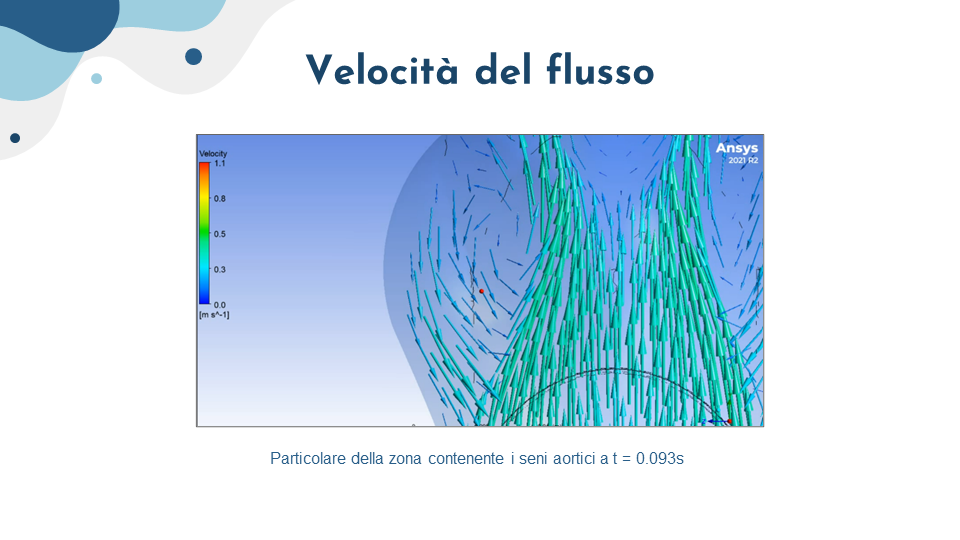 Velocità del flusso
Ansys
2021 R2
Velocity
1.1
0.8
0.5
0.3
0.0
[m s^-1]
Particolare della zona contenente i seni aortici a t = 0.093s